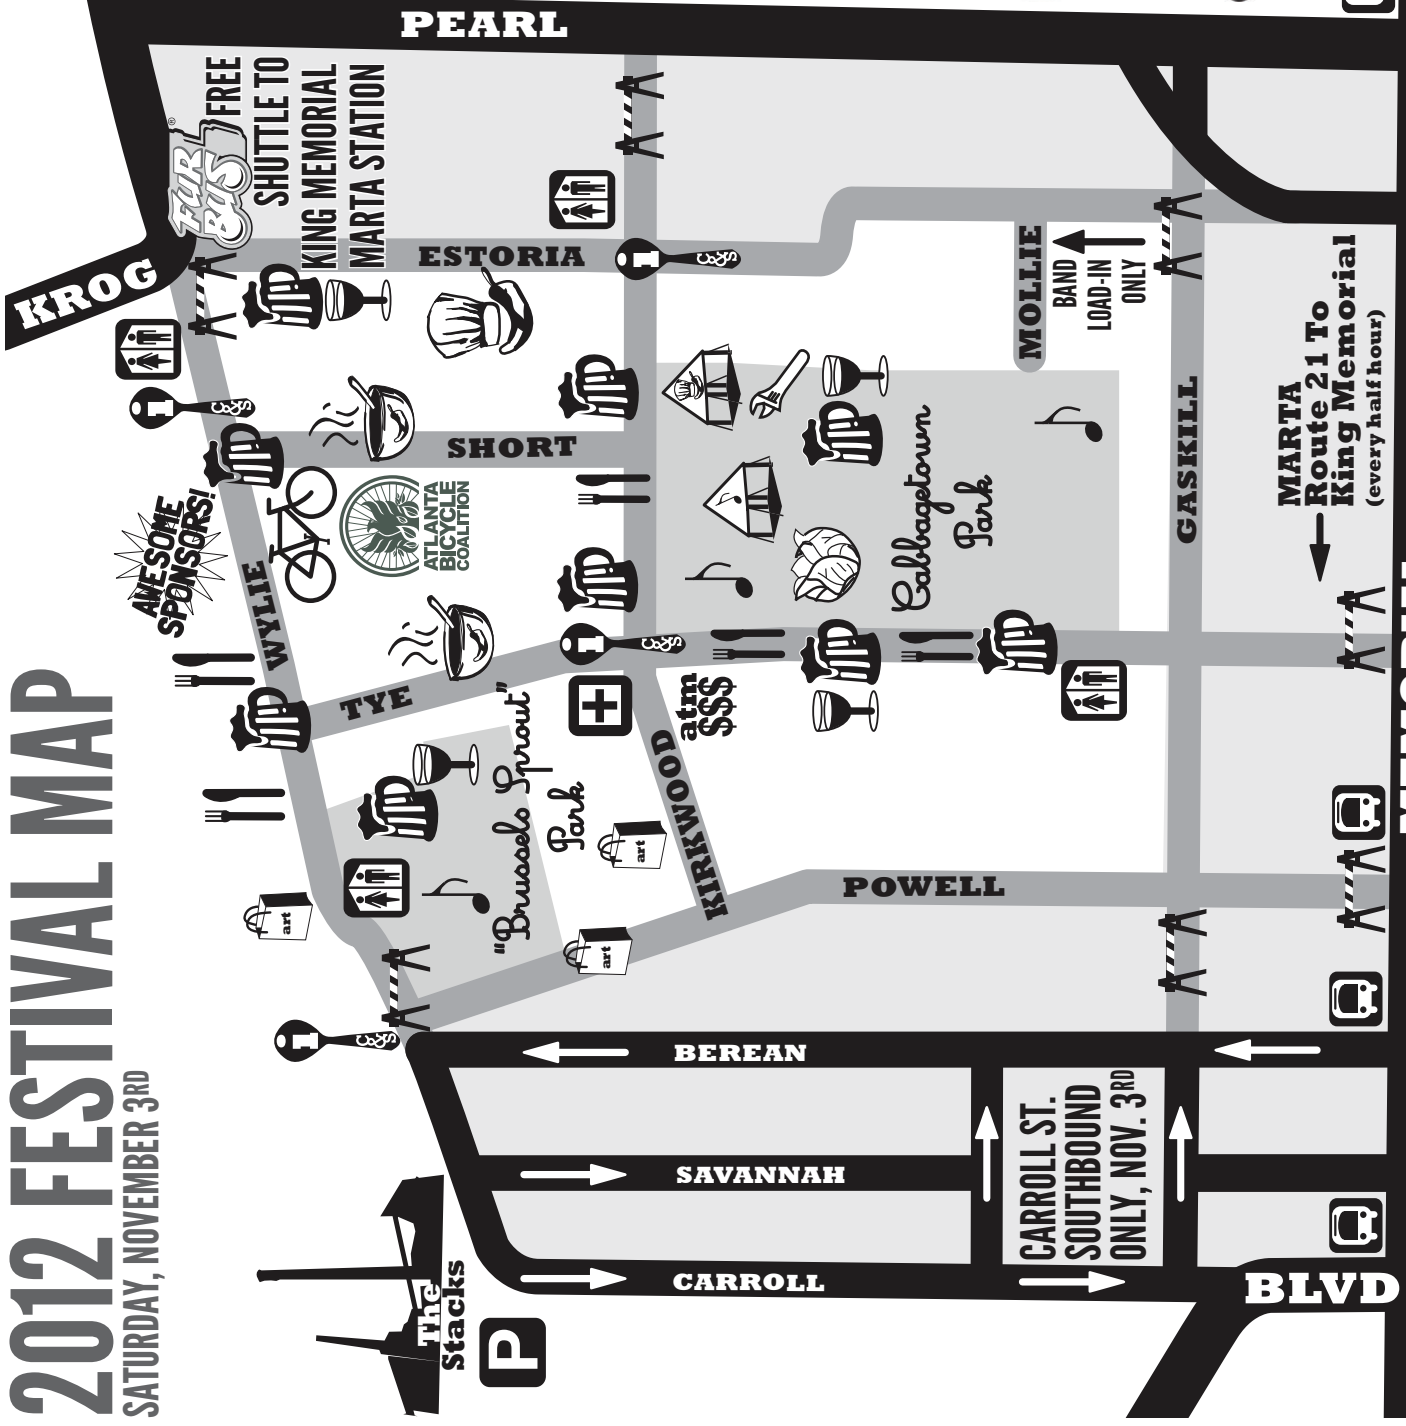 2012 FESTIVAL MAP
SATURDAY, NOVEMBER 3RD
PEARL
KROG
FUR
BUS®
FREE
SHUTTLE TO
KING MEMORIAL
MARTA STATION
ESTORIA
C&S
C&S
MOLLIE
BAND
LOAD-IN
ONLY
SHORT
GASKILL
MARTA
Route 21 To
King Memorial
(every half hour)
AWESOME
SPONSORS!
WYLIE
ATLANTA
BICYCLE
COALITION
Cabbagetown
Park
TYE
C&S
atm
$$$
"Brussels Sprout"
Park
KIRKWOOD
art
art
art
POWELL
C&S
BEREAN
SAVANNAH
CARROLL
CARROLL ST.
SOUTHBOUND
ONLY, NOV. 3RD
BLVD
The
Stacks
P